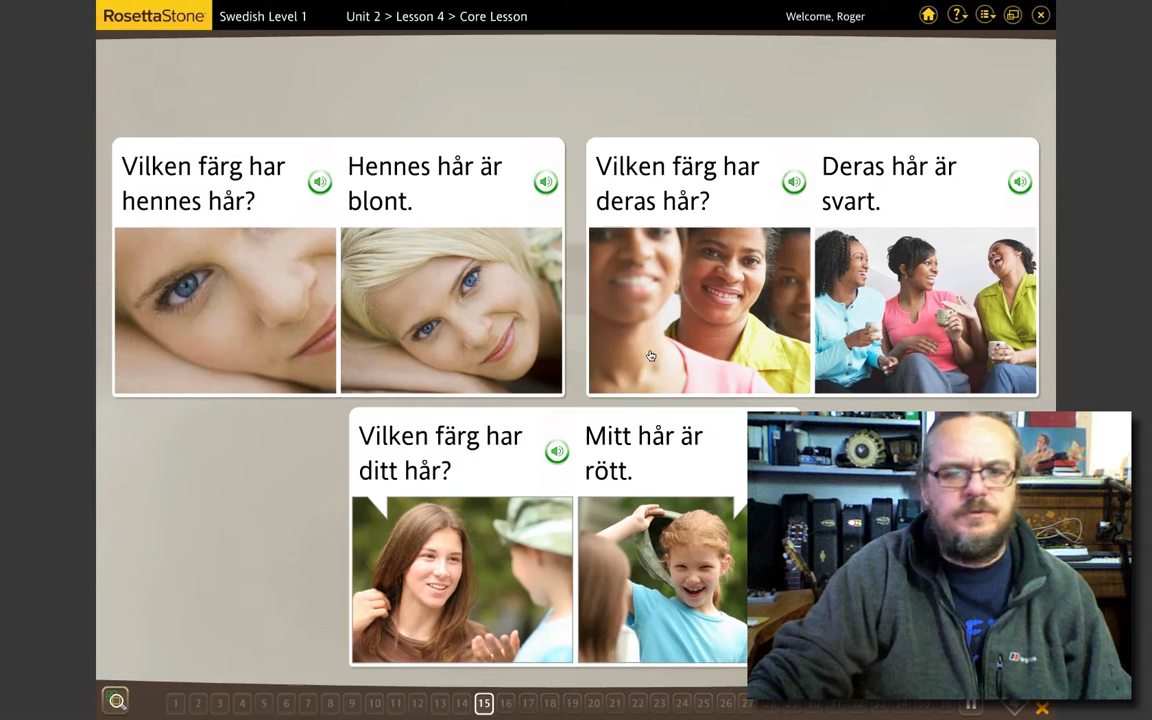 RosettaStone
Swedish Level 1
Unit 2 > Lesson 4 > Core Lesson
Welcome, Roger
Vilken färg har
hennes hår?
Hennes hår är
blont.
Vilken färg har
deras hår?
Deras hår är
svart.
Vilken färg har
ditt hår?
Mitt hår är
rött.
1 2 3 4 5 6 7 8 9 10 11 12 13 14 15 16 17 18 19 20 21 22 23 24 25 26 27